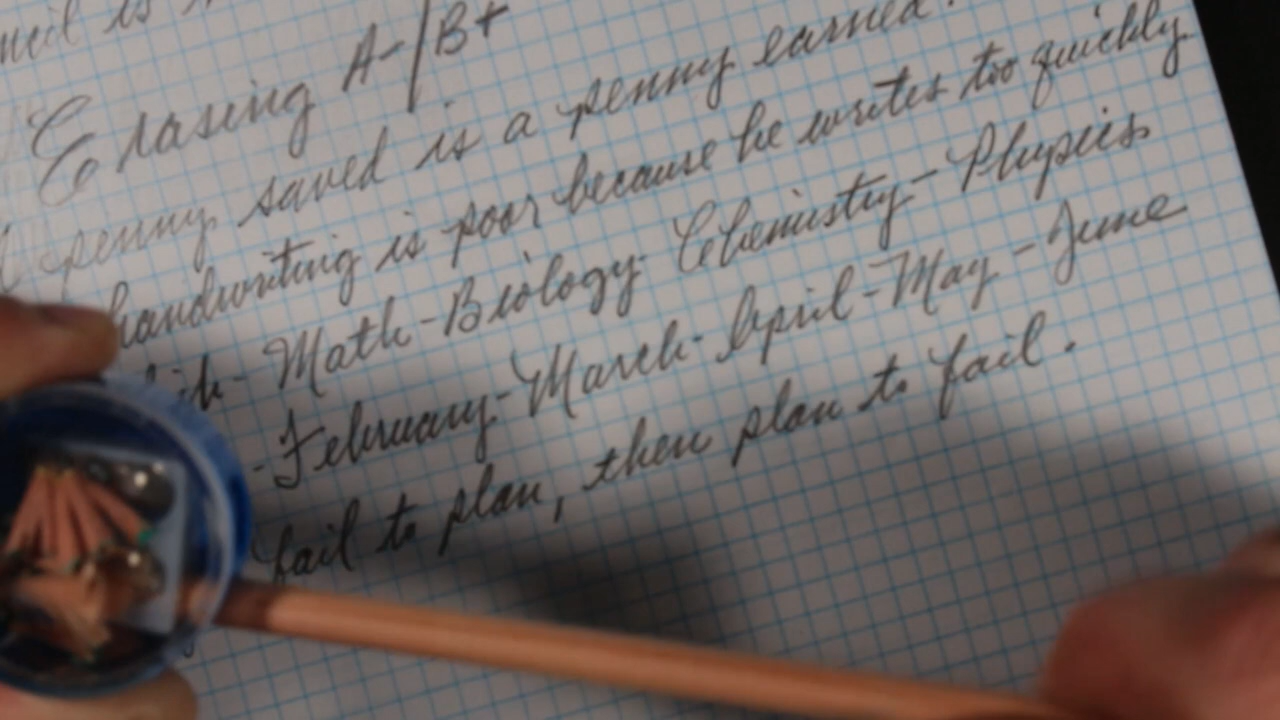 is
Erasing A-/B+
penny saved is a penny earned.
handwriting is poor because he writes too quickly
Math-Biology-Chemistry-Physics
-February-March-April-May-June
fail to plan, then plan to fail.